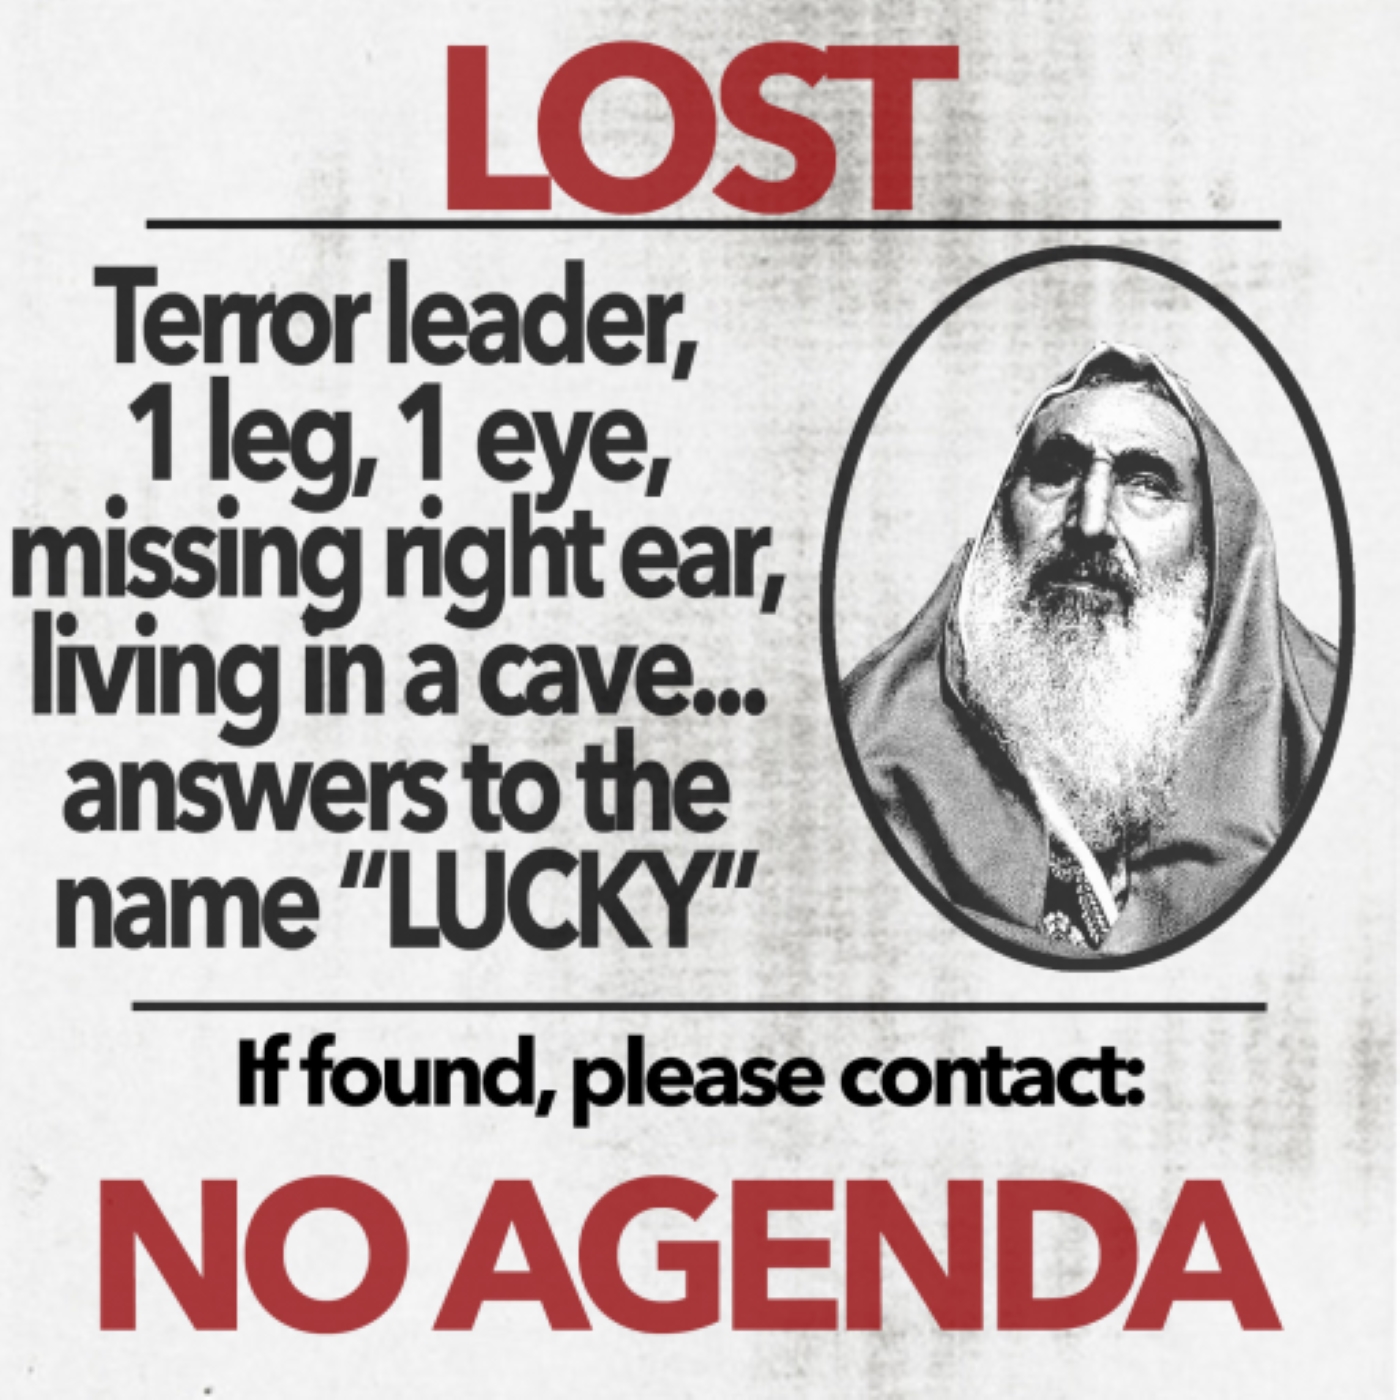 LOST
Terror leader,
1 leg, 1 eye,
missing right ear,
living in a cave...
answers to the
name “LUCKY”
If found, please contact:
NO AGENDA